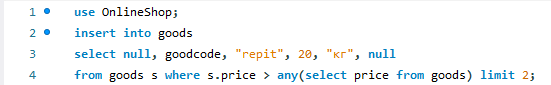 1 use OnlineShop;
2 insert into goods
3 select null, goodcode, "repit", 20, "кг", null
4 from goods s where s.price > any(select price from goods) limit 2;